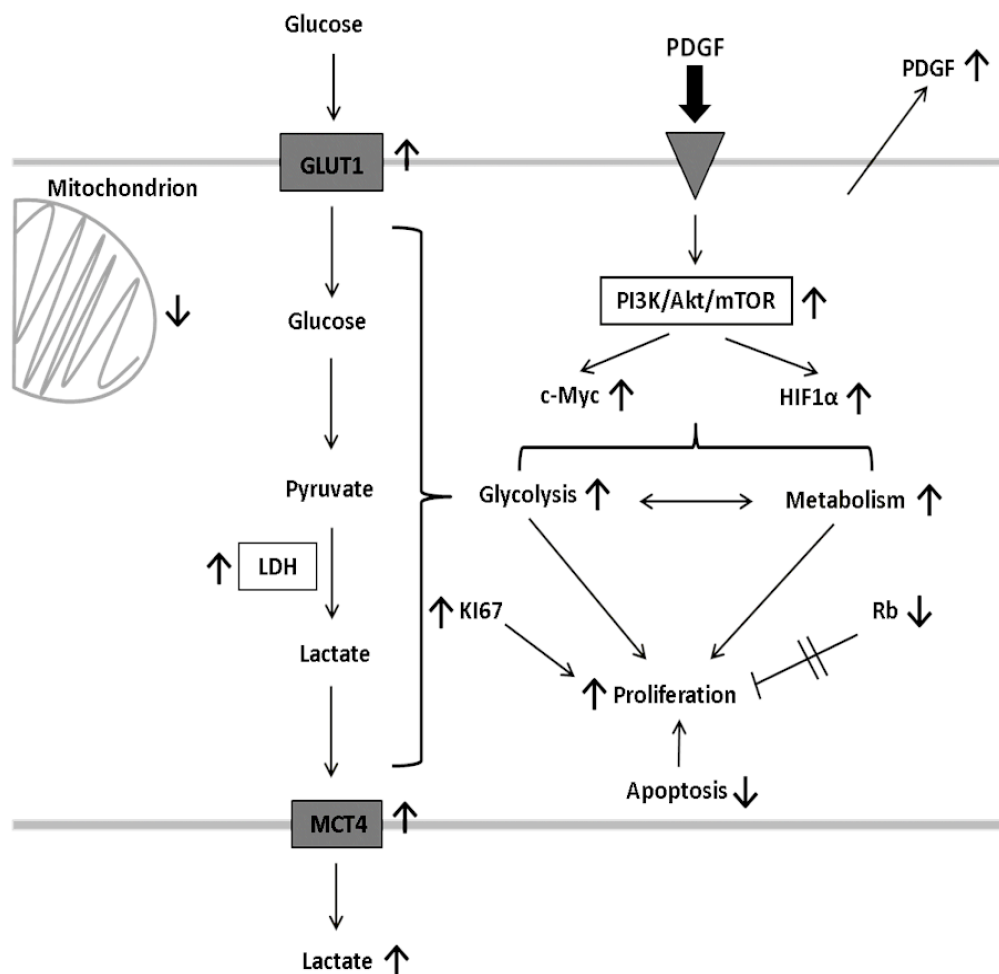 Glucose
PDGF
PDGF ↑
GLUT1 ↑
Mitochondrion
↓
PI3K/Akt/mTOR ↑
Glucose
c-Myc ↑
HIF1α ↑
Pyruvate
Glycolysis ↑
Metabolism ↑
↑ LDH
↑ KI67
Rb ↓
Lactate
↑ Proliferation
Apoptosis ↓
MCT4 ↑
Lactate ↑